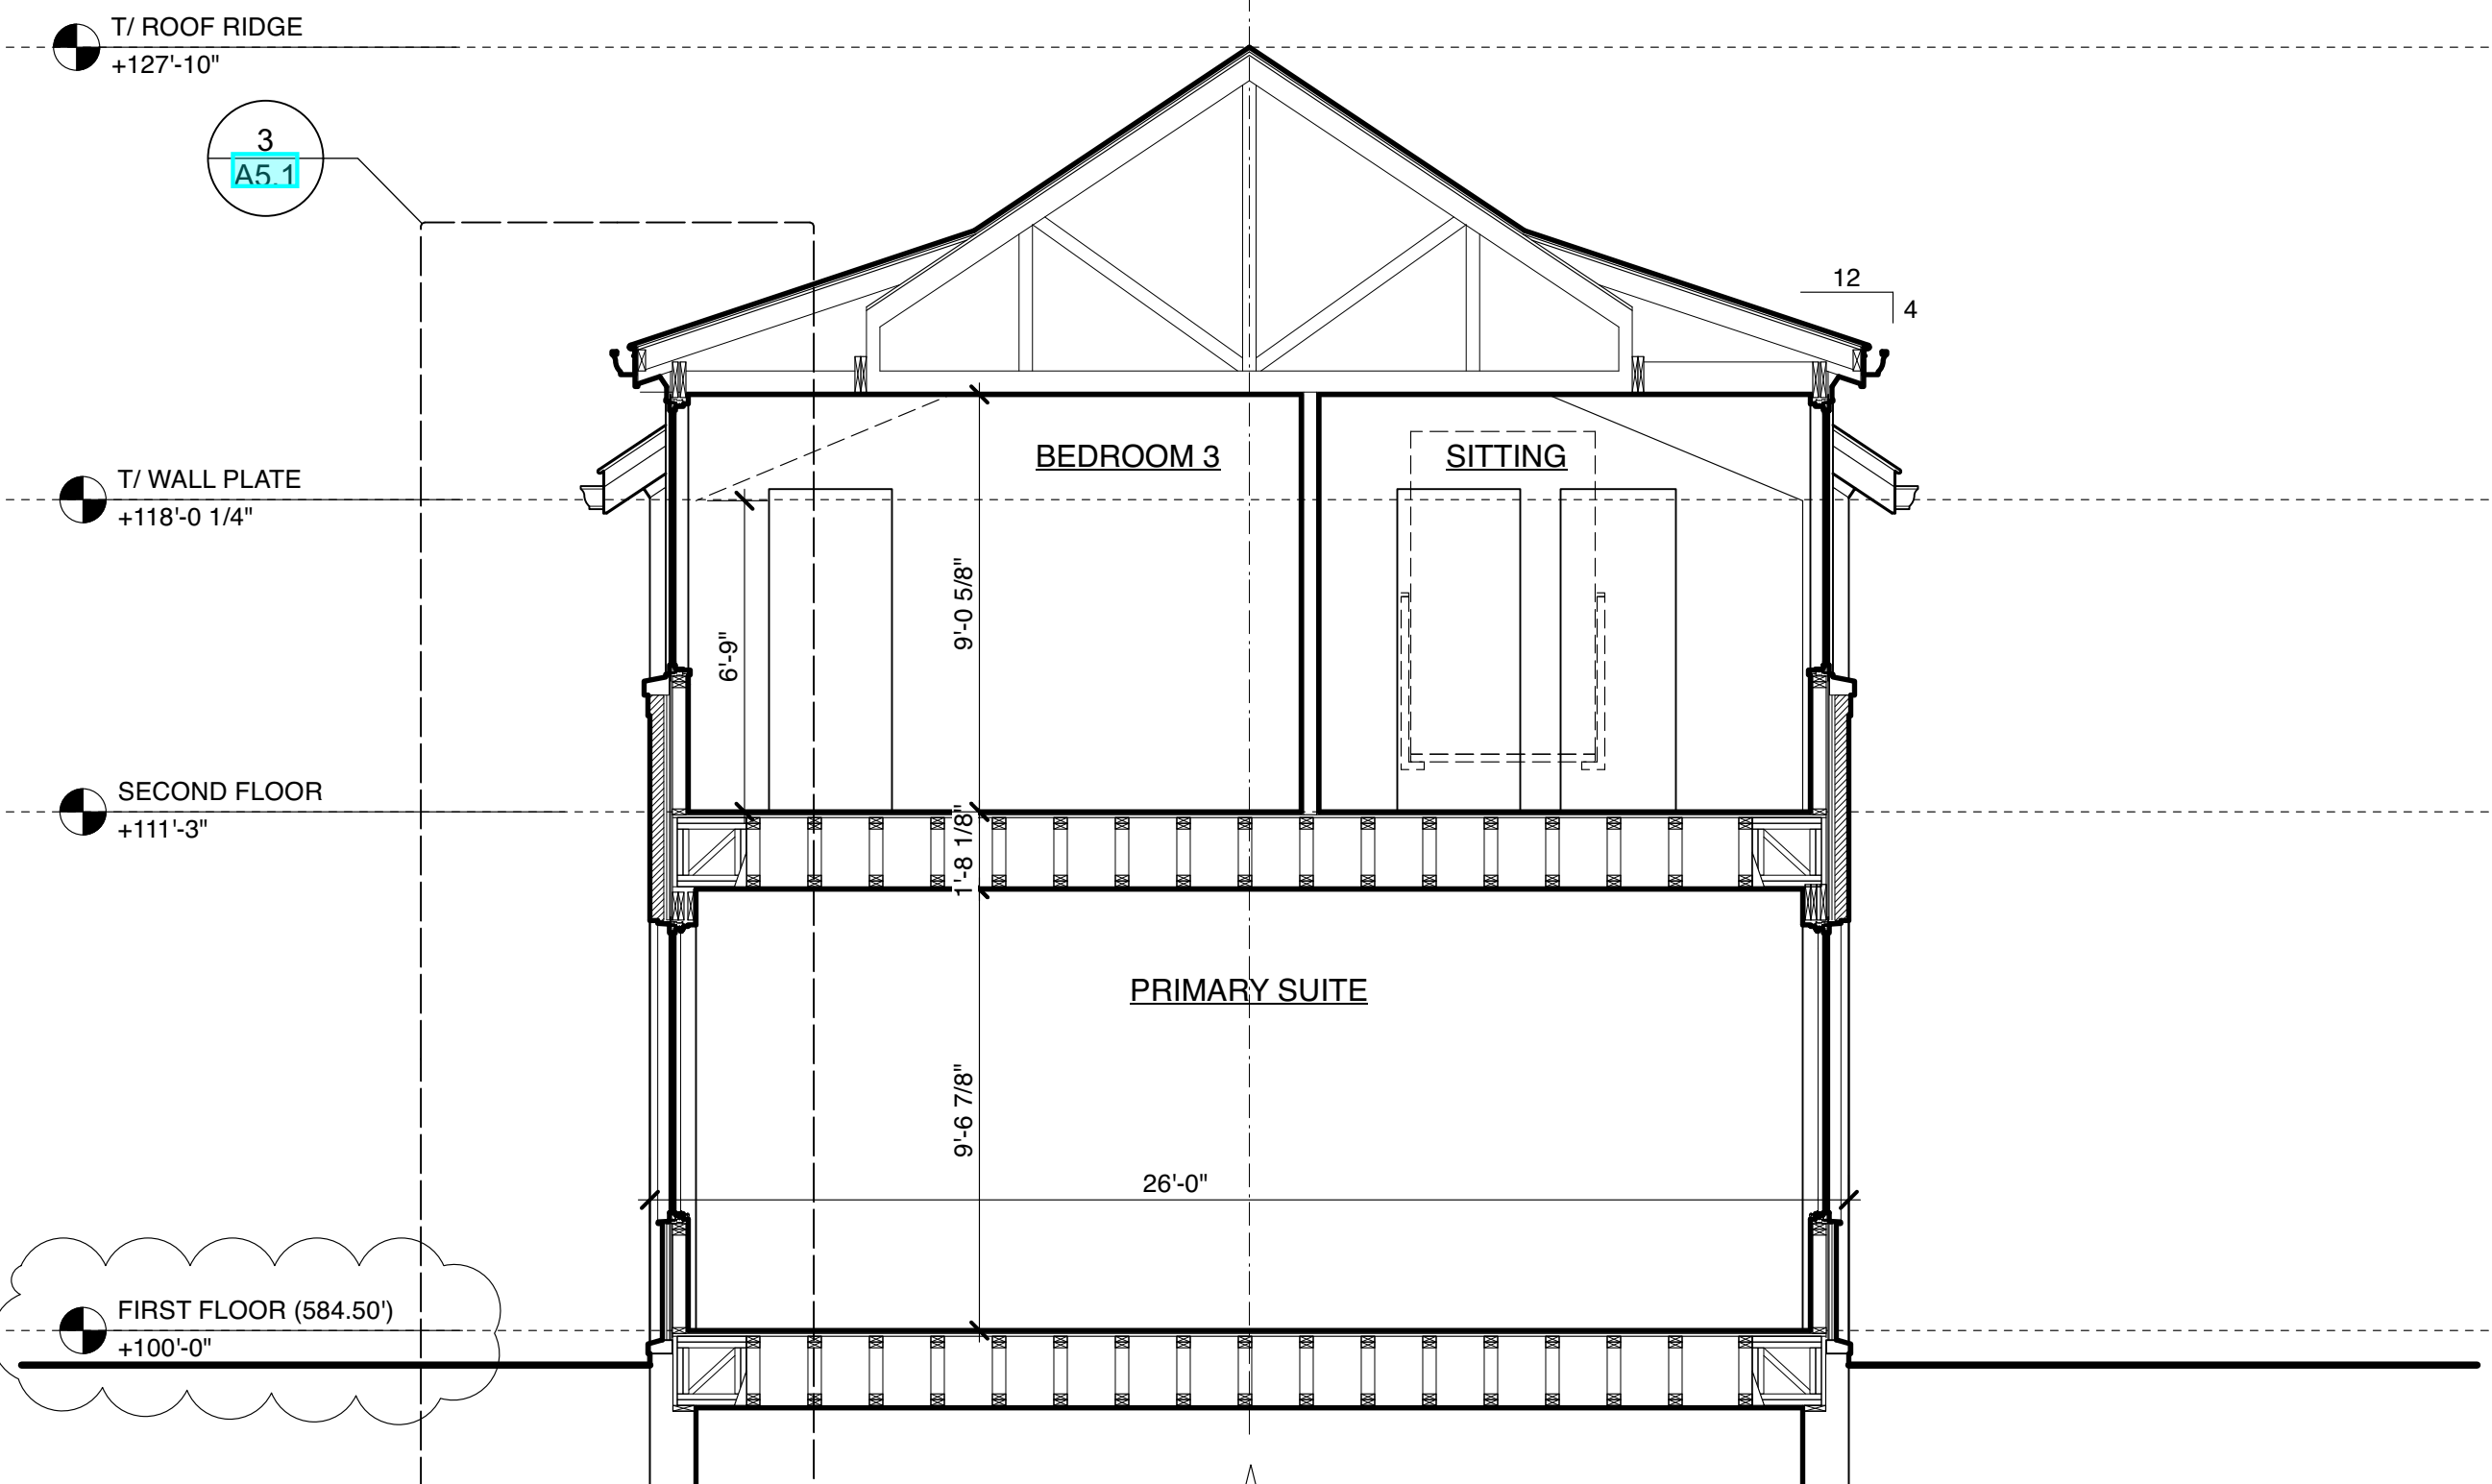 T/ ROOF RIDGE
+127'-10"
3
A5.1
12
4
T/ WALL PLATE
+118'-0 1/4"
BEDROOM 3
SITTING
9'-0 5/8"
6'-9"
SECOND FLOOR
+111'-3"
1'-8 1/8"
PRIMARY SUITE
9'-6 7/8"
26'-0"
FIRST FLOOR (584.50')
+100'-0"